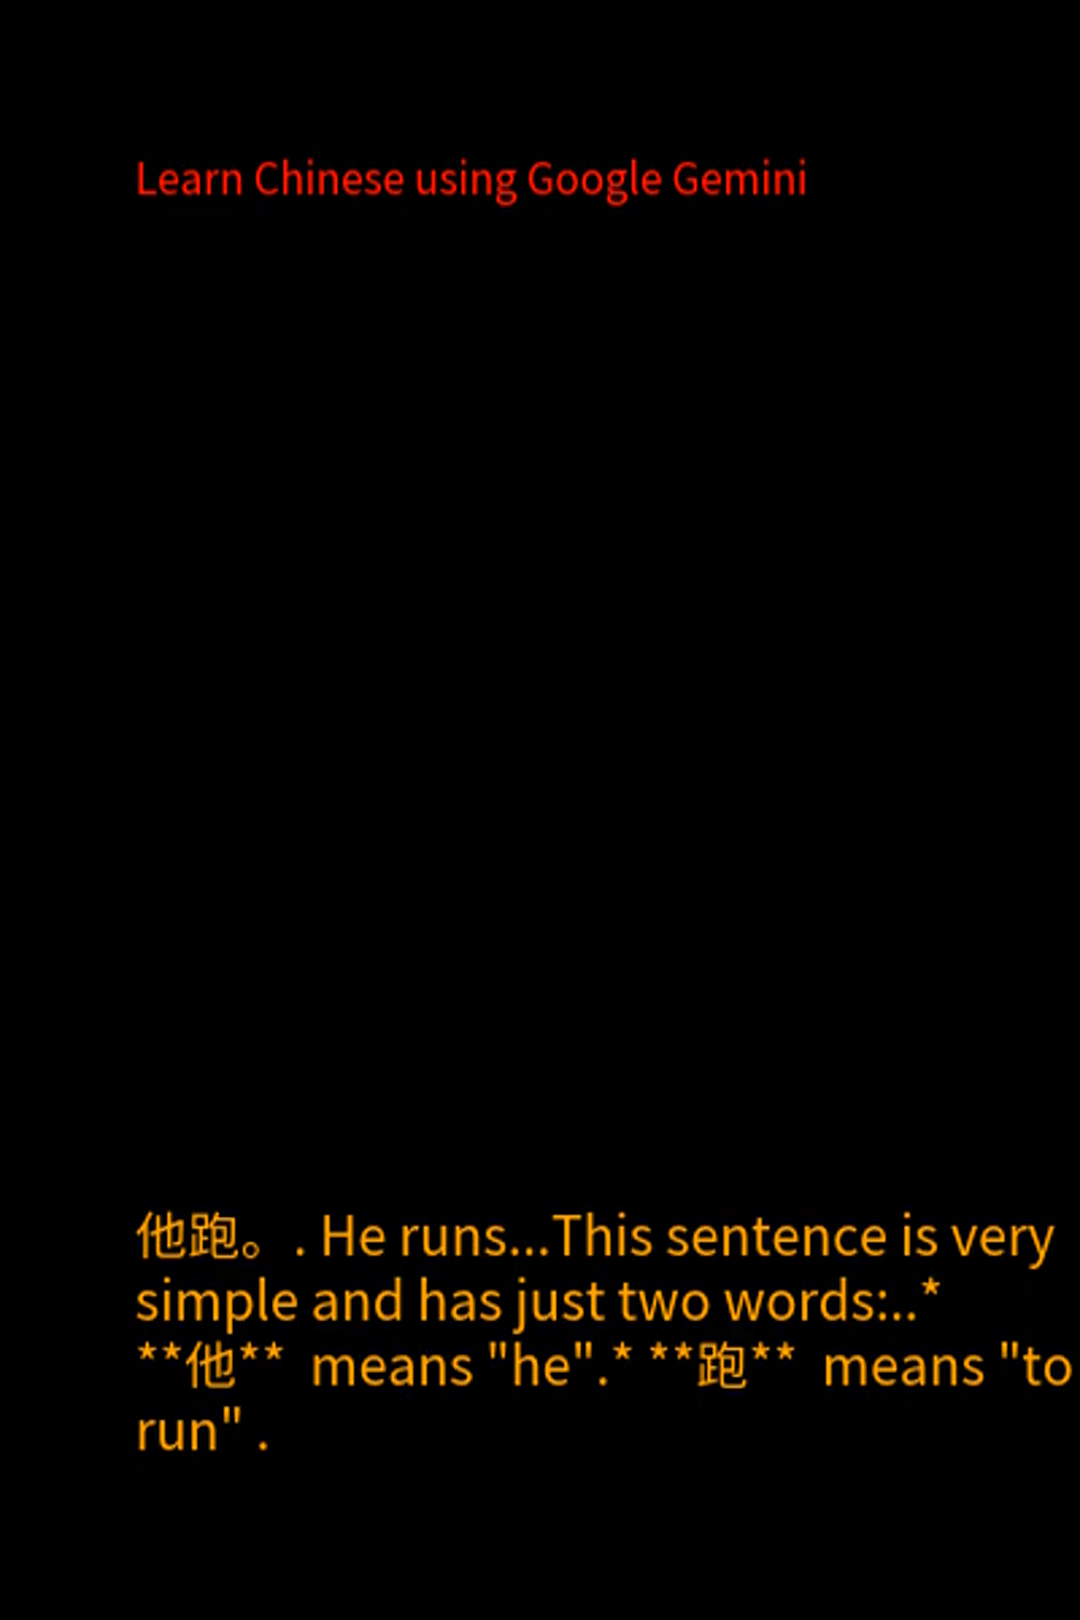 Learn Chinese using Google Gemini
他跑。. He runs...This sentence is very
simple and has just two words:..*
**他** means "he".* **跑** means "to
run" .